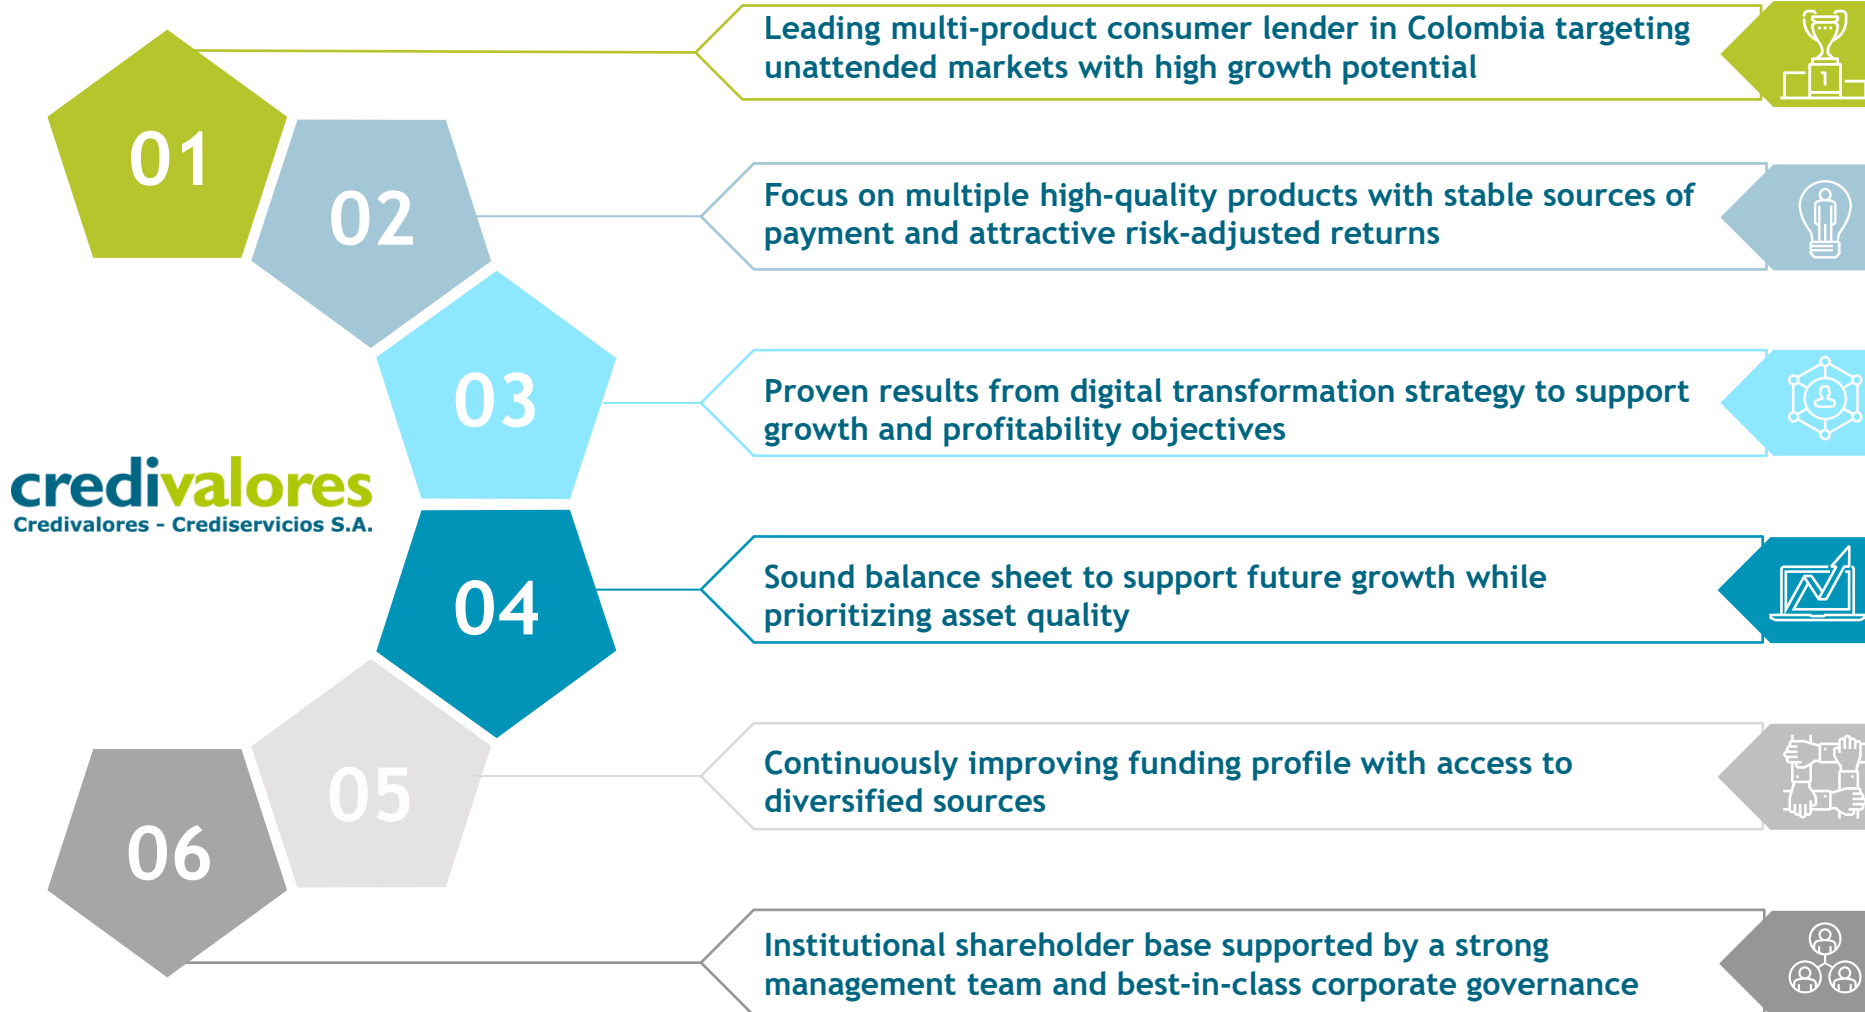 01
Leading multi-product consumer lender in Colombia targeting
unattended markets with high growth potential
1
02
Focus on multiple high-quality products with stable sources of
payment and attractive risk-adjusted returns
03
Proven results from digital transformation strategy to support
growth and profitability objectives
credivalores
Credivalores - Crediservicios S.A.
04
Sound balance sheet to support future growth while
prioritizing asset quality
05
Continuously improving funding profile with access to
diversified sources
06
Institutional shareholder base supported by a strong
management team and best-in-class corporate governance